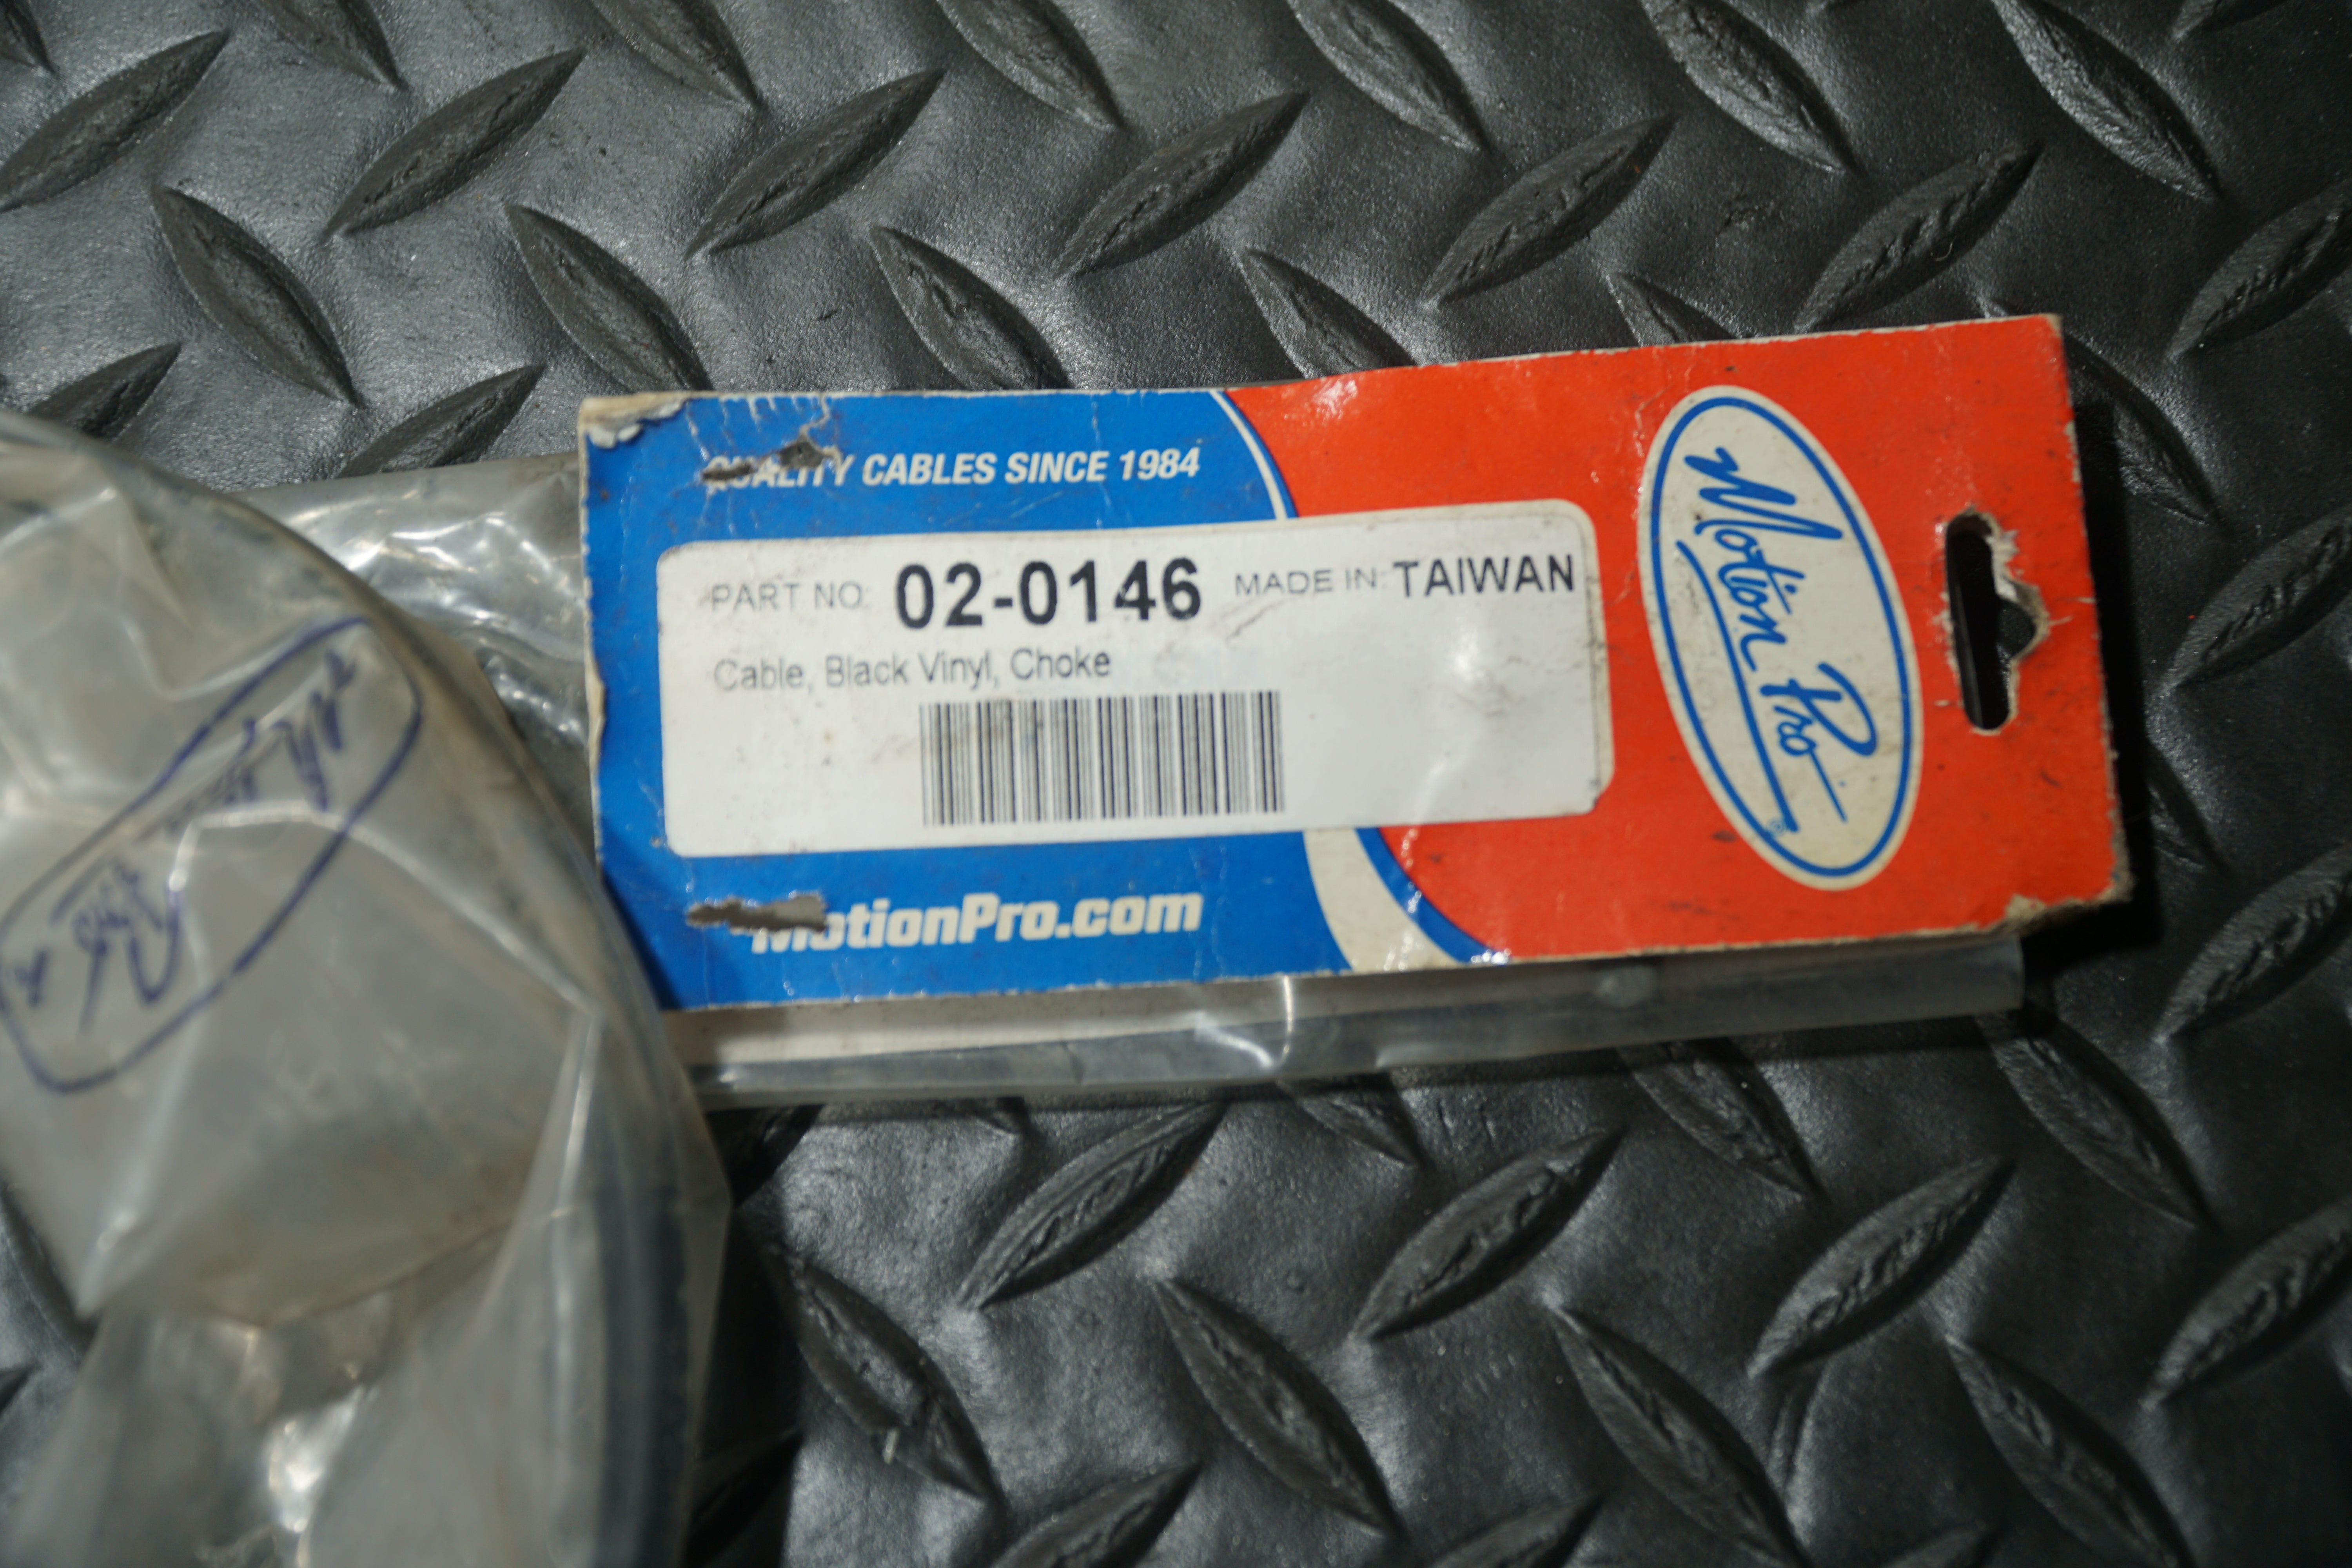 QUALITY CABLES SINCE 1984
PART NO: 02-0146 MADE IN: TAIWAN
Cable, Black Vinyl, Choke
MotionPro.com
Motion Pro ®